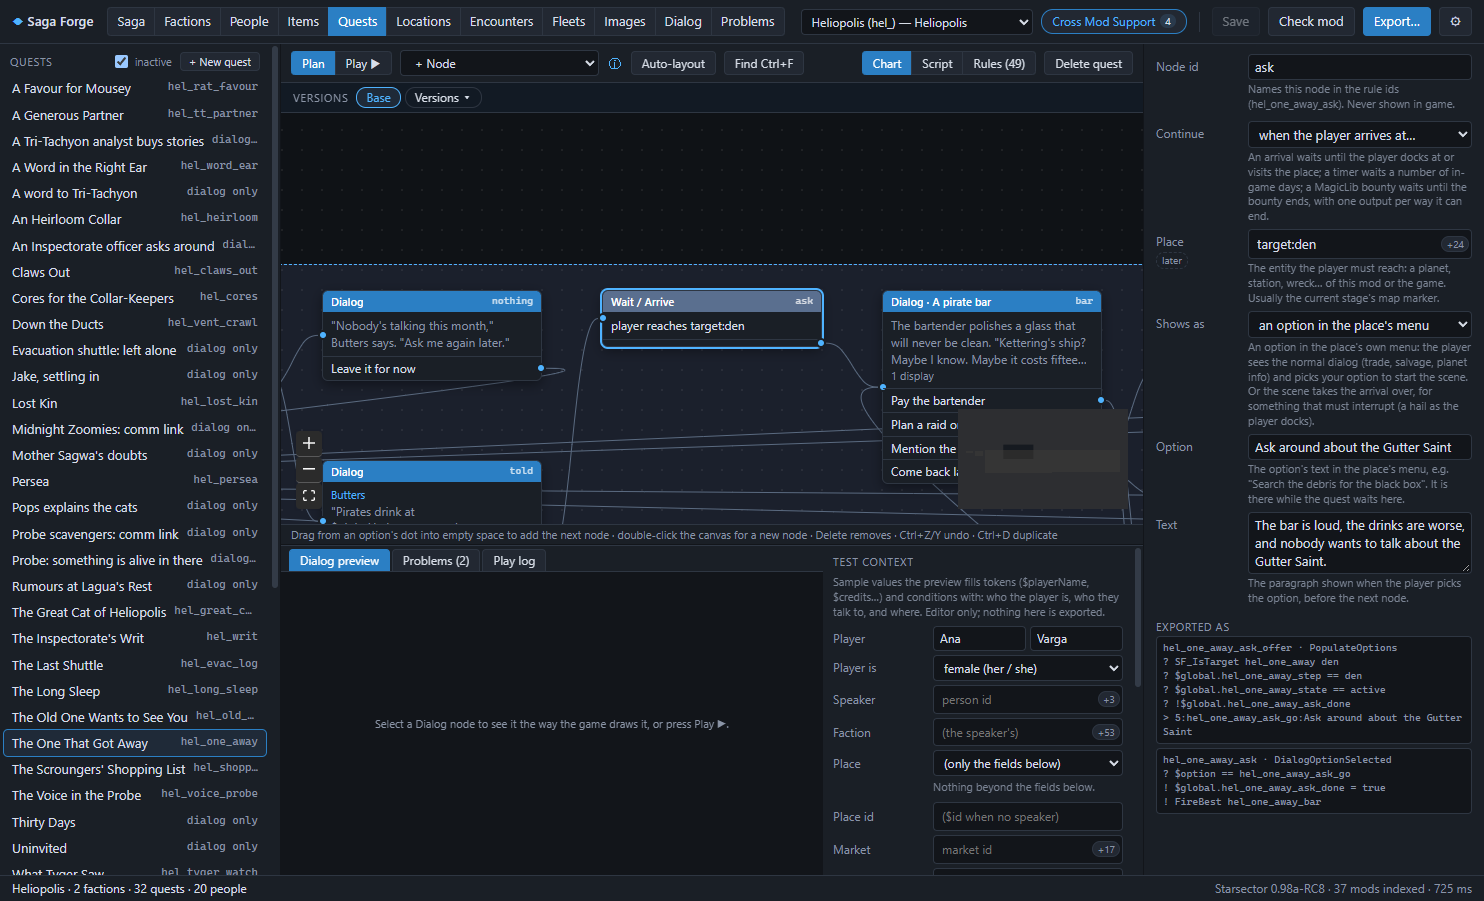 Saga Forge
Saga
Factions
People
Items
Quests
Locations
Encounters
Fleets
Images
Dialog
Problems
Heliopolis (hel_) — Heliopolis
Cross Mod Support 4
Save
Check mod
Export...
QUESTS
inactive
+ New quest
A Favour for Mousey hel_rat_favour
A Generous Partner hel_tt_partner
A Tri-Tachyon analyst buys stories dialog…
A Word in the Right Ear hel_word_ear
A word to Tri-Tachyon dialog only
An Heirloom Collar hel_heirloom
An Inspectorate officer asks around dial…
Claws Out hel_claws_out
Cores for the Collar-Keepers hel_cores
Down the Ducts hel_vent_crawl
Evacuation shuttle: left alone dialog only
Jake, settling in dialog only
Lost Kin hel_lost_kin
Midnight Zoomies: comm link dialog on…
Mother Sagwa's doubts dialog only
Persea hel_persea
Pops explains the cats dialog only
Probe scavengers: comm link dialog only
Probe: something is alive in there dialog…
Rumours at Lagua's Rest dialog only
The Great Cat of Heliopolis hel_great_c…
The Inspectorate's Writ hel_writ
The Last Shuttle hel_evac_log
The Long Sleep hel_long_sleep
The Old One Wants to See You hel_old_…
The One That Got Away hel_one_away
The Scroungers' Shopping List hel_shopp…
The Voice in the Probe hel_voice_probe
Thirty Days dialog only
Uninvited dialog only
What Tyger Saw hel_tyger_watch
Plan
Play ▶
+ Node
Auto-layout
Find Ctrl+F
Chart
Script
Rules (49)
Delete quest
VERSIONS
Base
Versions
Dialog nothing
"Nobody's talking this month,"
Butters says. "Ask me again later."
Leave it for now
Wait / Arrive ask
player reaches target:den
Dialog · A pirate bar bar
The bartender polishes a glass that
will never be clean. "Kettering's ship?
Maybe I know. Maybe it costs fiftee…
1 display
Pay the bartender
Plan a raid o
Mention the
Come back la
Dialog told
Butters
"Pirates drink at
Drag from an option's dot into empty space to add the next node · double-click the canvas for a new node · Delete removes · Ctrl+Z/Y undo · Ctrl+D duplicate
Dialog preview
Problems (2)
Play log
Select a Dialog node to see it the way the game draws it, or press Play ▶.
TEST CONTEXT
Sample values the preview fills tokens ($playerName,
$credits...) and conditions with: who the player is, who they
talk to, and where. Editor only; nothing here is exported.
Player Ana Varga
Player is female (her / she)
Speaker person id +3
Faction (the speaker's) +53
Place (only the fields below)
Nothing beyond the fields below.
Place id ($id when no speaker)
Market market id +17
Node id ask
Names this node in the rule ids
(hel_one_away_ask). Never shown in game.
Continue when the player arrives at...
An arrival waits until the player docks at or
visits the place; a timer waits a number of in-
game days; a MagicLib bounty waits until the
bounty ends, with one output per way it can
end.
Place target:den +24
later
The entity the player must reach: a planet,
station, wreck... of this mod or the game.
Usually the current stage's map marker.
Shows as an option in the place's menu
An option in the place's own menu: the player
sees the normal dialog (trade, salvage, planet
info) and picks your option to start the scene.
Or the scene takes the arrival over, for
something that must interrupt (a hail as the
player docks).
Option Ask around about the Gutter Saint
The option's text in the place's menu, e.g.
"Search the debris for the black box". It is
there while the quest waits here.
Text The bar is loud, the drinks are worse,
and nobody wants to talk about the
Gutter Saint.
The paragraph shown when the player picks
the option, before the next node.
EXPORTED AS
hel_one_away_ask_offer · PopulateOptions
? SF_IsTarget hel_one_away den
? $global.hel_one_away_step == den
? $global.hel_one_away_state == active
? !$global.hel_one_away_ask_done
> 5:hel_one_away_ask_go:Ask around about the Gutter
Saint
hel_one_away_ask · DialogOptionSelected
? $option == hel_one_away_ask_go
! $global.hel_one_away_ask_done = true
! FireBest hel_one_away_bar
Heliopolis · 2 factions · 32 quests · 20 people
Starsector 0.98a-RC8 · 37 mods indexed · 725 ms